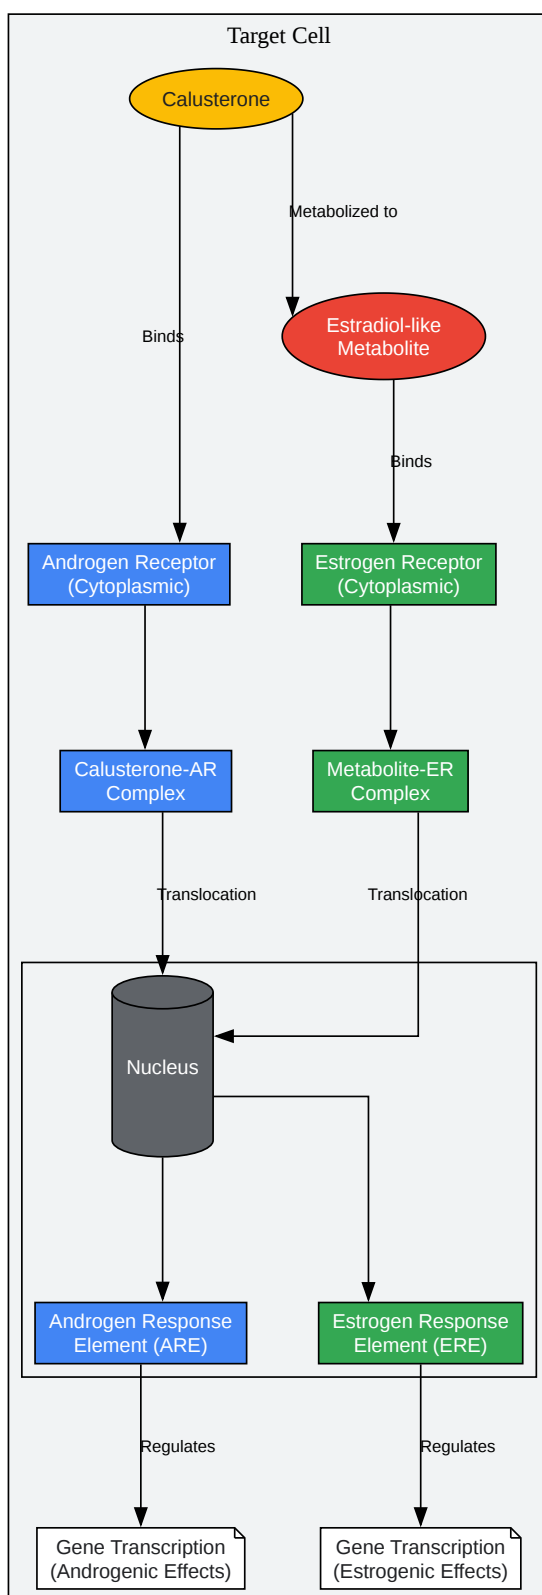 Target Cell
Calusterone
Metabolized to
Binds
Estradiol-like
Metabolite
Binds
Androgen Receptor
(Cytoplasmic)
Estrogen Receptor
(Cytoplasmic)
Calusterone-AR
Complex
Metabolite-ER
Complex
Translocation
Translocation
Nucleus
Androgen Response
Element (ARE)
Estrogen Response
Element (ERE)
Regulates
Regulates
Gene Transcription
(Androgenic Effects)
Gene Transcription
(Estrogenic Effects)